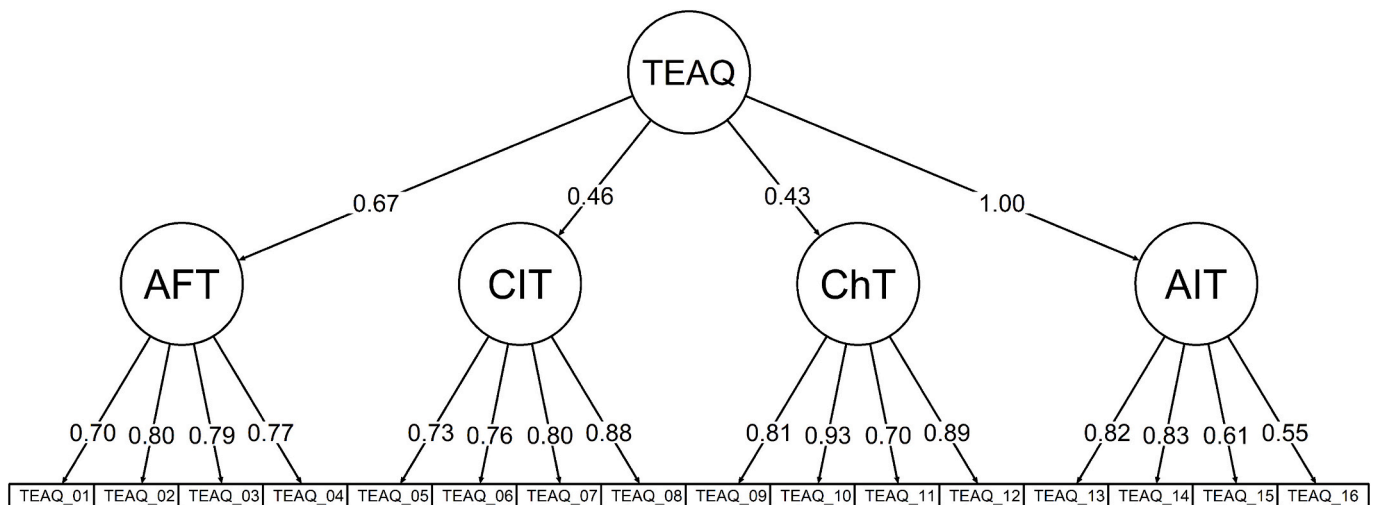 TEAQ
0.67 0.46 0.43 1.00
AFT CIT ChT AIT
0.70 0.80 0.79 0.77 0.73 0.76 0.80 0.88 0.81 0.93 0.70 0.89 0.82 0.83 0.61 0.55
TEAQ_01 TEAQ_02 TEAQ_03 TEAQ_04 TEAQ_05 TEAQ_06 TEAQ_07 TEAQ_08 TEAQ_09 TEAQ_10 TEAQ_11 TEAQ_12 TEAQ_13 TEAQ_14 TEAQ_15 TEAQ_16